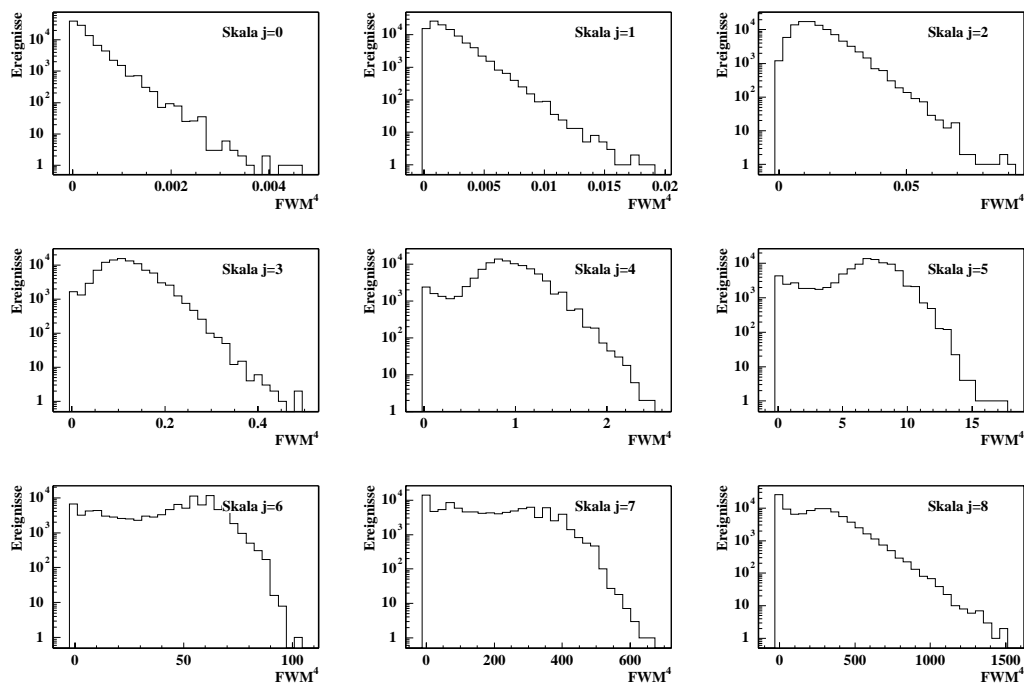 Ereignisse
Skala j=0
10^4
10^3
10^2
10
1
0
0.002
0.004
FWM^4
Ereignisse
Skala j=1
10^4
10^3
10^2
10
1
0
0.005
0.01
0.015
0.02
FWM^4
Ereignisse
Skala j=2
10^4
10^3
10^2
10
1
0
0.05
FWM^4
Ereignisse
Skala j=3
10^4
10^3
10^2
10
1
0
0.2
0.4
FWM^4
Ereignisse
Skala j=4
10^4
10^3
10^2
10
1
0
1
2
FWM^4
Ereignisse
Skala j=5
10^4
10^3
10^2
10
1
0
5
10
15
FWM^4
Ereignisse
Skala j=6
10^4
10^3
10^2
10
1
0
50
100
FWM^4
Ereignisse
Skala j=7
10^4
10^3
10^2
10
1
0
200
400
600
FWM^4
Ereignisse
Skala j=8
10^4
10^3
10^2
10
1
0
500
1000
1500
FWM^4